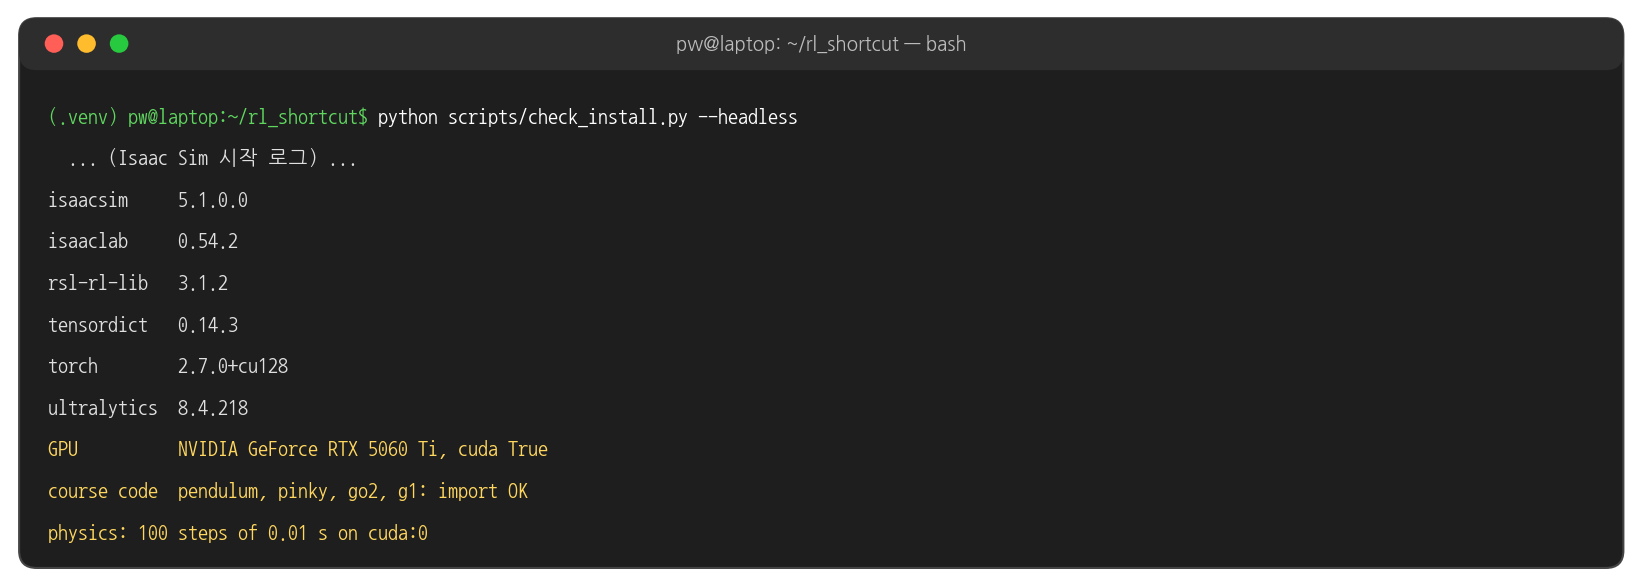 pw@laptop: ~/rl_shortcut — bash
(.venv) pw@laptop:~/rl_shortcut$ python scripts/check_install.py --headless
... (Isaac Sim 시작 로그) ...
isaacsim 5.1.0.0
isaaclab 0.54.2
rsl-rl-lib 3.1.2
tensordict 0.14.3
torch 2.7.0+cu128
ultralytics 8.4.218
GPU NVIDIA GeForce RTX 5060 Ti, cuda True
course code pendulum, pinky, go2, g1: import OK
physics: 100 steps of 0.01 s on cuda:0